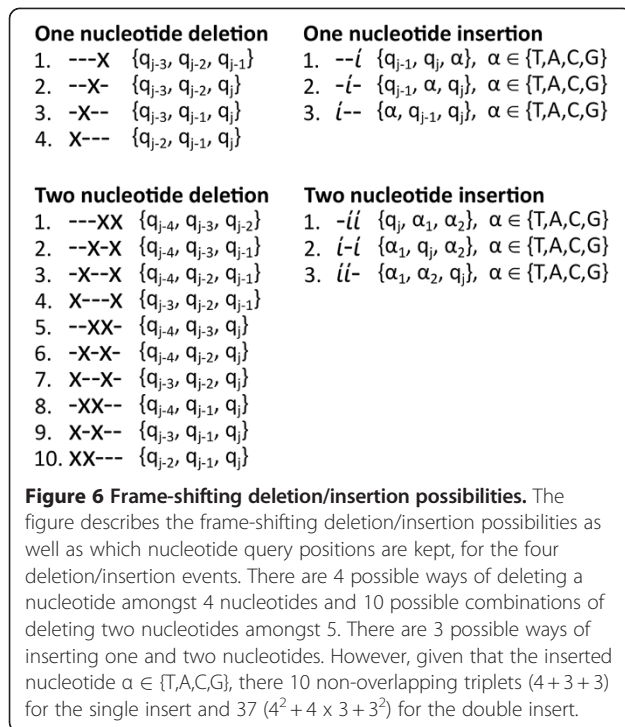 One nucleotide deletion
1. ---X {qj-3, qj-2, qj-1}
2. --X- {qj-3, qj-2, qj}
3. -X-- {qj-3, qj-1, qj}
4. X--- {qj-2, qj-1, qj}
One nucleotide insertion
1. --i {qj-1, qj, α}, α ∈ {T,A,C,G}
2. -i- {qj-1, α, qj}, α ∈ {T,A,C,G}
3. i-- {α, qj-1, qj}, α ∈ {T,A,C,G}
Two nucleotide deletion
1. ---XX {qj-4, qj-3, qj-2}
2. --X-X {qj-4, qj-3, qj-1}
3. -X--X {qj-4, qj-2, qj-1}
4. X---X {qj-3, qj-2, qj-1}
5. --XX- {qj-4, qj-3, qj}
6. -X-X- {qj-4, qj-2, qj}
7. X--X- {qj-3, qj-2, qj}
8. -XX-- {qj-4, qj-1, qj}
9. X-X-- {qj-3, qj-1, qj}
10. XX--- {qj-2, qj-1, qj}
Two nucleotide insertion
1. -ii {qj, α1, α2}, α ∈ {T,A,C,G}
2. i-i {α1, qj, α2}, α ∈ {T,A,C,G}
3. ii- {α1, α2, qj}, α ∈ {T,A,C,G}
Figure 6 Frame-shifting deletion/insertion possibilities. The
figure describes the frame-shifting deletion/insertion possibilities as
well as which nucleotide query positions are kept, for the four
deletion/insertion events. There are 4 possible ways of deleting a
nucleotide amongst 4 nucleotides and 10 possible combinations of
deleting two nucleotides amongst 5. There are 3 possible ways of
inserting one and two nucleotides. However, given that the inserted
nucleotide α ∈ {T,A,C,G}, there 10 non-overlapping triplets (4 + 3 + 3)
for the single insert and 37 (4² + 4 x 3 + 3²) for the double insert.